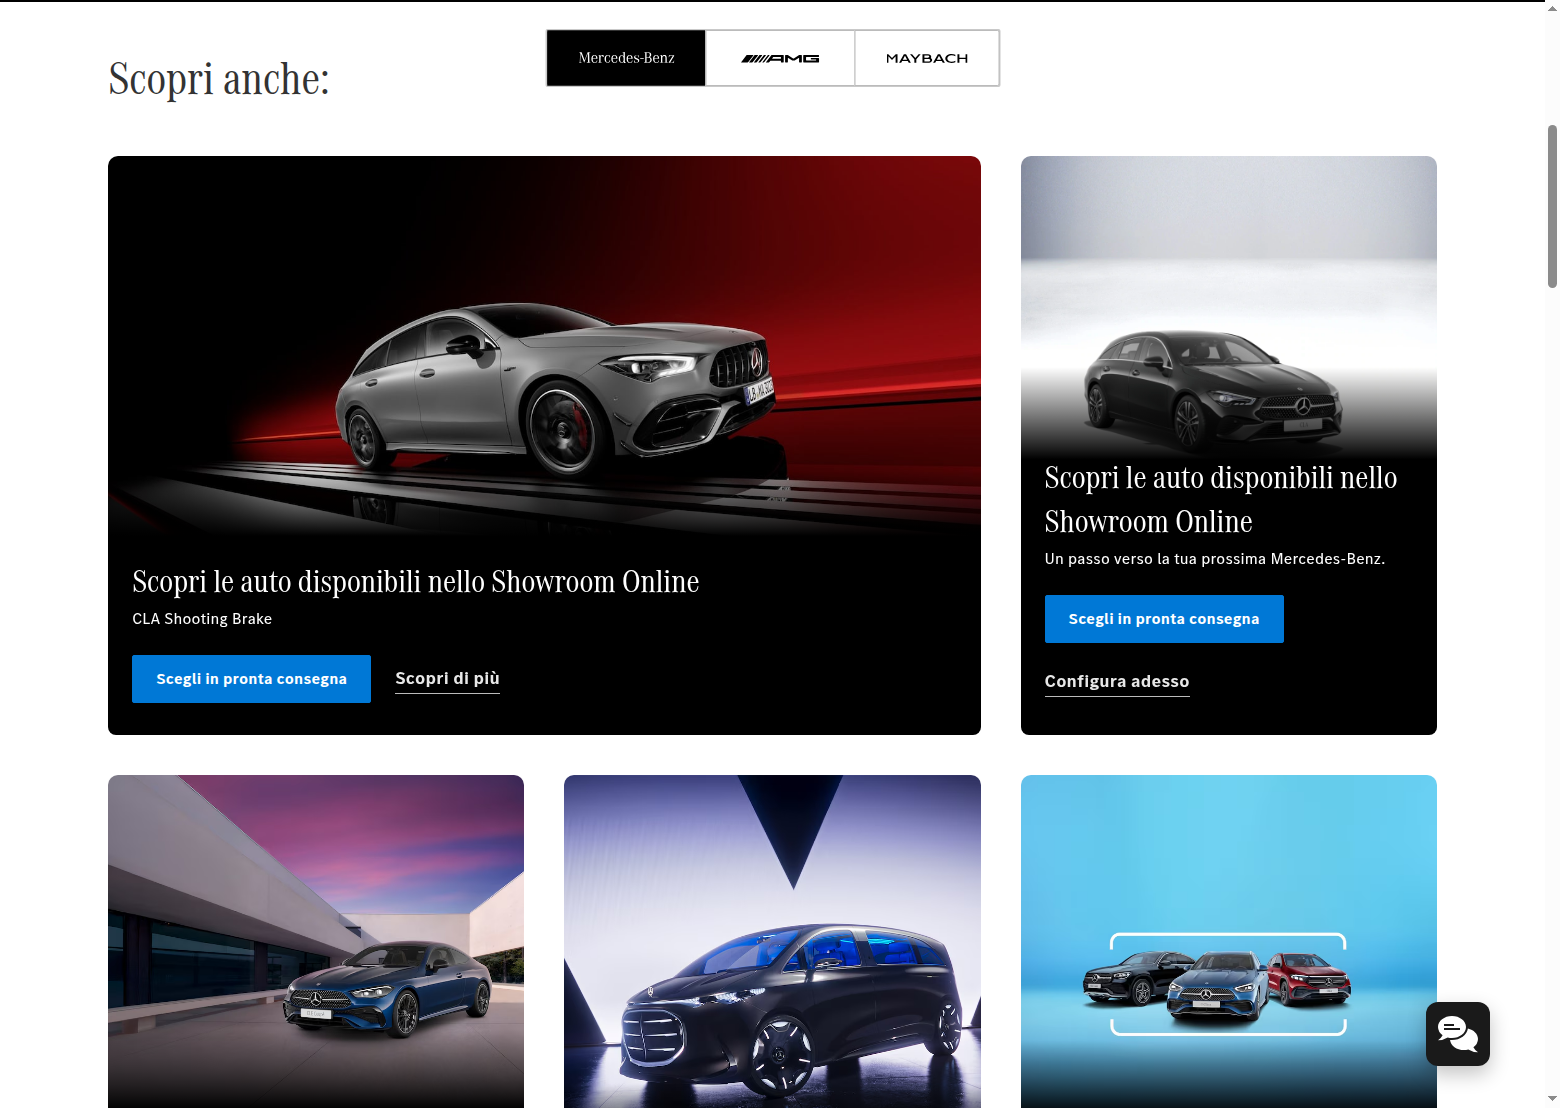 Scopri anche:
Mercedes-Benz
AMG
MAYBACH
Scopri le auto disponibili nello Showroom Online
CLA Shooting Brake
Scegli in pronta consegna
Scopri di più
Scopri le auto disponibili nello
Showroom Online
Un passo verso la tua prossima Mercedes-Benz.
Scegli in pronta consegna
Configura adesso